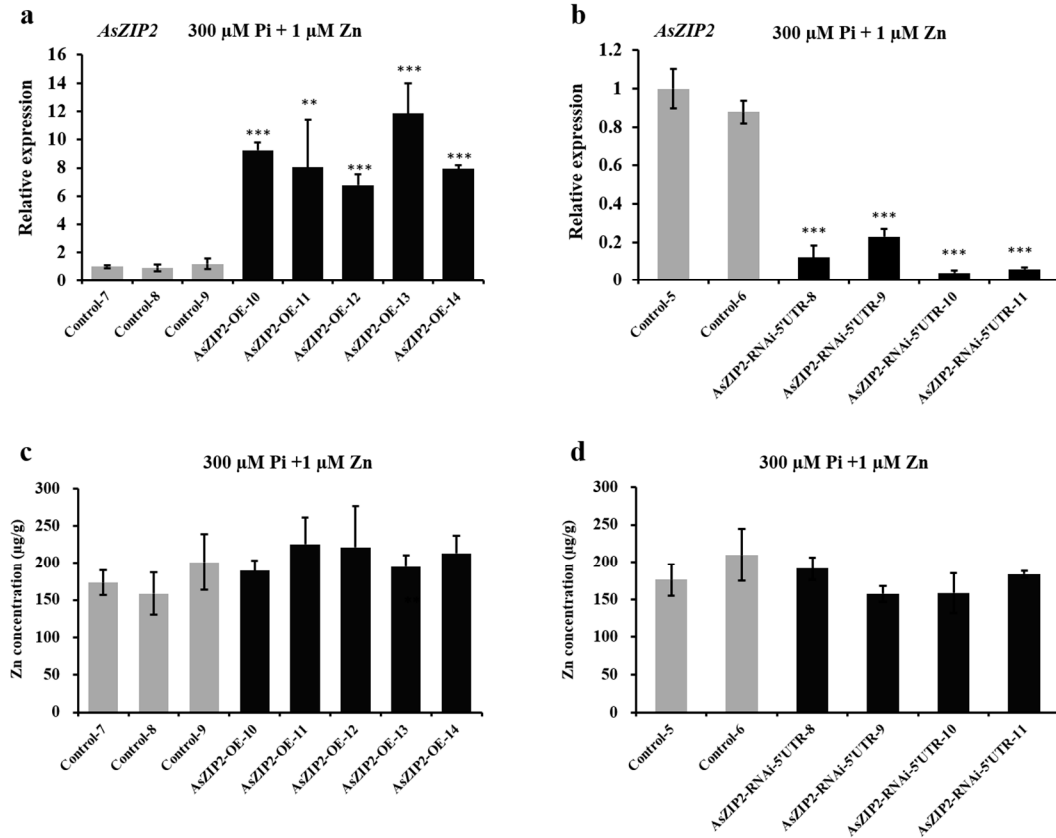 a
AsZIP2 300 µM Pi + 1 µM Zn
Relative expression
16
14
12
10
8
6
4
2
0
***
**
***
***
***
Control-7
Control-8
Control-9
AsZIP2-OE-10
AsZIP2-OE-11
AsZIP2-OE-12
AsZIP2-OE-13
AsZIP2-OE-14
b
AsZIP2 300 µM Pi + 1 µM Zn
Relative expression
1.2
1
0.8
0.6
0.4
0.2
0
***
***
***
***
Control-5
Control-6
AsZIP2-RNAi-5'UTR-8
AsZIP2-RNAi-5'UTR-9
AsZIP2-RNAi-5'UTR-10
AsZIP2-RNAi-5'UTR-11
c
300 µM Pi +1 µM Zn
Zn concentration (µg/g)
300
250
200
150
100
50
0
Control-7
Control-8
Control-9
AsZIP2-OE-10
AsZIP2-OE-11
AsZIP2-OE-12
AsZIP2-OE-13
AsZIP2-OE-14
d
300 µM Pi +1 µM Zn
Zn concentration (µg/g)
300
250
200
150
100
50
0
Control-5
Control-6
AsZIP2-RNAi-5'UTR-8
AsZIP2-RNAi-5'UTR-9
AsZIP2-RNAi-5'UTR-10
AsZIP2-RNAi-5'UTR-11